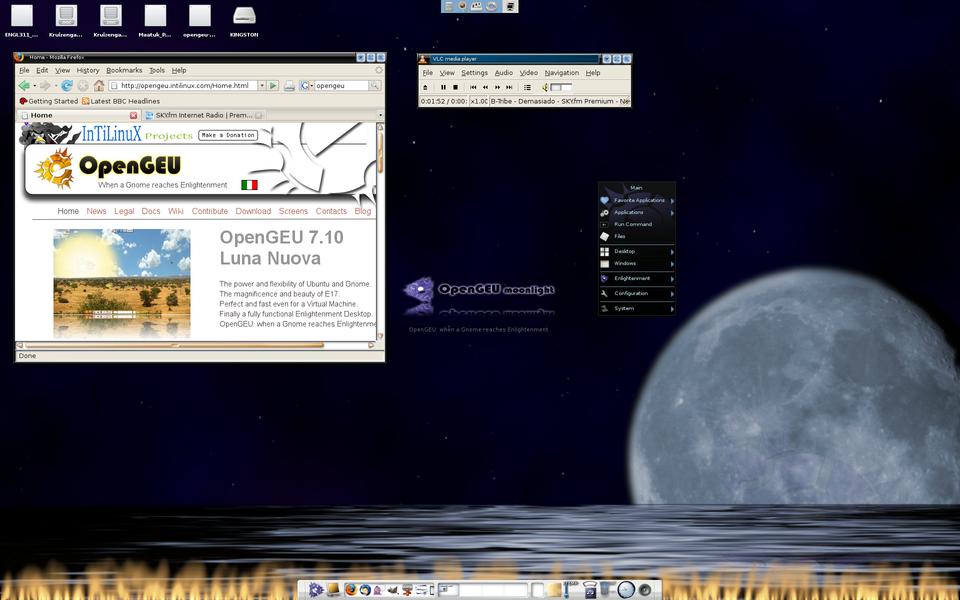 ENGL311_...
Kruizenga...
Kruizenga...
Maatuk_P...
opengeu-...
KINGSTON
Home - Mozilla Firefox
File Edit View History Bookmarks Tools Help
http://opengeu.intilinux.com/Home.html
opengeu
Getting Started Latest BBC Headlines
Home
SKY.fm Internet Radio | Prem...
InTiLinuX Projects
Make a Donation
OpenGEU
When a Gnome reaches Enlightenment
Home News Legal Docs Wiki Contribute Download Screens Contacts Blog
OpenGEU 7.10
Luna Nuova
The power and flexibility of Ubuntu and Gnome.
The magnificence and beauty of E17.
Perfect and fast even for a Virtual Machine.
Finally a fully functional Enlightenment Desktop.
OpenGEU: when a Gnome reaches Enlightenme
Done
VLC media player
File View Settings Audio Video Navigation Help
0:01:52 / 0:00: x1.00 B-Tribe - Demasiado - SKY.fm Premium - Ne
Main
Favorite Applications
Applications
Run Command
Files
Desktop
Windows
Enlightenment
Configuration
System
OpenGEU moonlight
OpenGEU: when a Gnome reaches Enlightenment